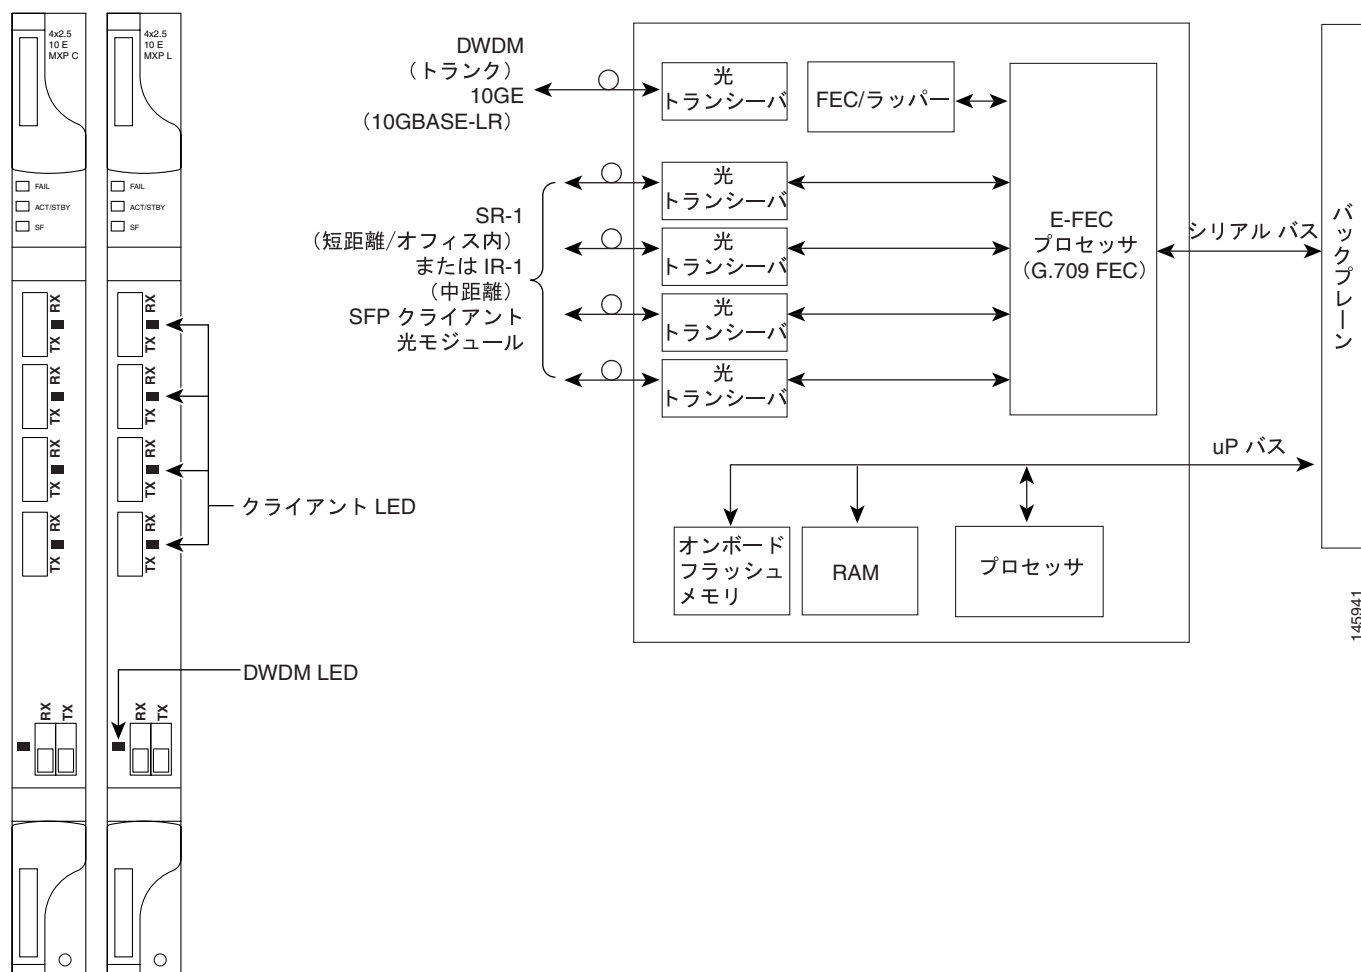 4x2.5
10 E
MXP C
FAIL
ACT/STBY
SF
RX
TX
RX
TX
RX
TX
RX
TX
RX
TX
4x2.5
10 E
MXP L
FAIL
ACT/STBY
SF
RX
TX
RX
TX
RX
TX
RX
TX
RX
TX
クライアント LED
DWDM LED
DWDM
（トランク）
10GE
（10GBASE-LR）
SR-1
（短距離/オフィス内）
または IR-1
（中距離）
SFP クライアント
光モジュール
光
トランシーバ
FEC/ラッパー
光
トランシーバ
光
トランシーバ
光
トランシーバ
光
トランシーバ
E-FEC
プロセッサ
（G.709 FEC）
シリアル バス
バックプレーン
uP バス
オンボード
フラッシュ
メモリ
RAM
プロセッサ
145941